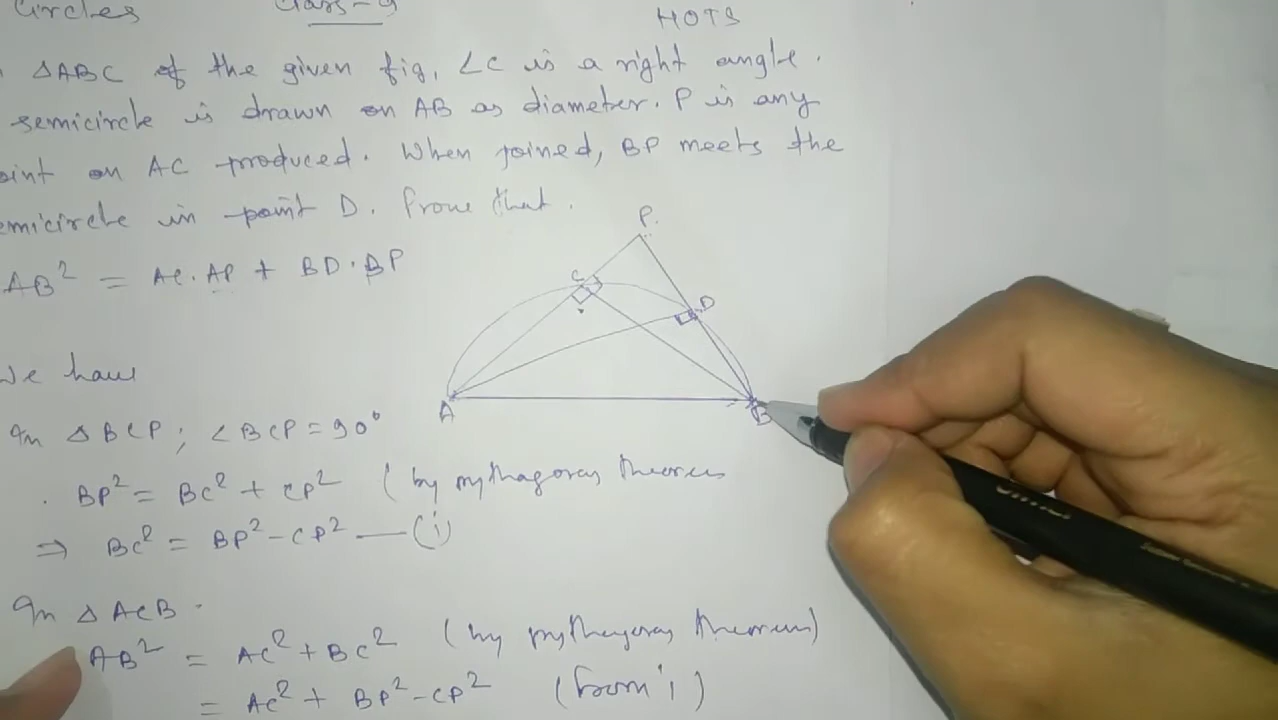 Circles Class-9 HOTS
ΔABC of the given fig, ∠C is a right angle.
semicircle is drawn on AB as diameter. P is any
oint on AC produced. When joined, BP meets the
emicircle in point D. Prove that.
AB² = AC.AP + BD.BP
P.
C
D
A
B
We have
In ΔBCP; ∠BCP = 90°
BP² = BC² + CP² (by pythagoras theorem
⇒ BC² = BP² - CP² — (i)
In ΔACB.
AB² = AC² + BC² (by pythagoras theorem)
= AC² + BP² - CP² (from i)